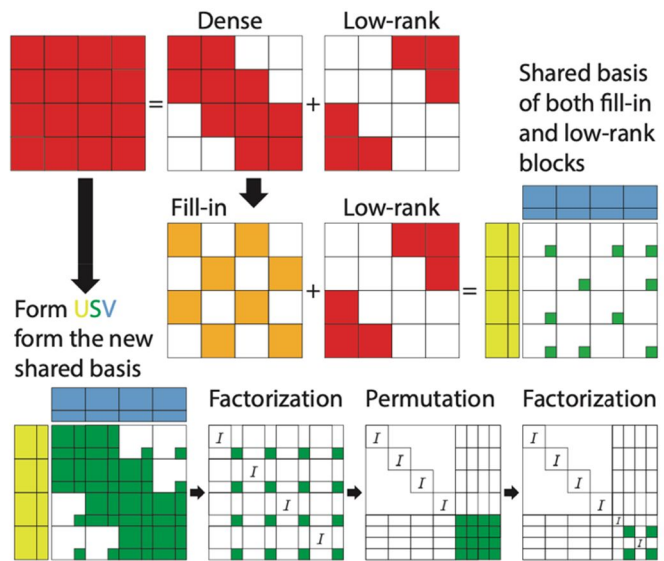 Dense
Low-rank
=
+
Shared basis
of both fill-in
and low-rank
blocks
Fill-in
Low-rank
+
=
Form USV
form the new
shared basis
Factorization
Permutation
Factorization
I
I
I
I
I
I
I
I
I
I
I
I
I
I